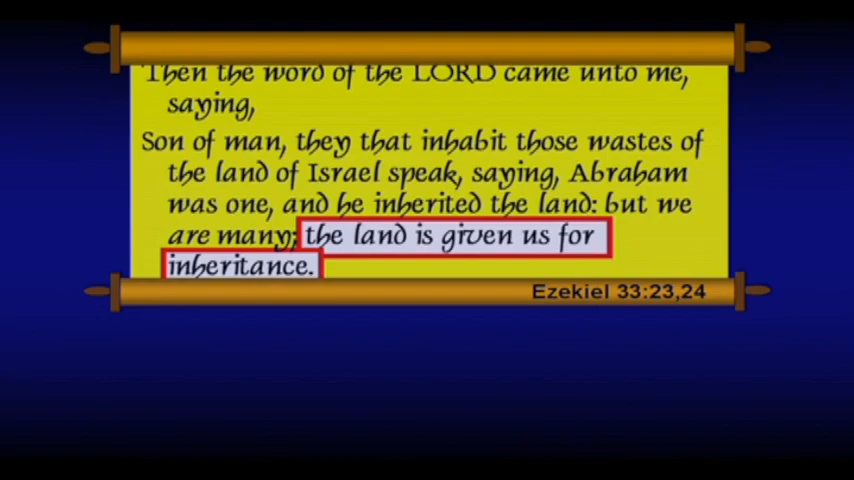 Then the word of the LORD came unto me,
saying,
Son of man, they that inhabit those wastes of
the land of Israel speak, saying, Abraham
was one, and he inherited the land: but we
are many; the land is given us for
inheritance.
Ezekiel 33:23,24